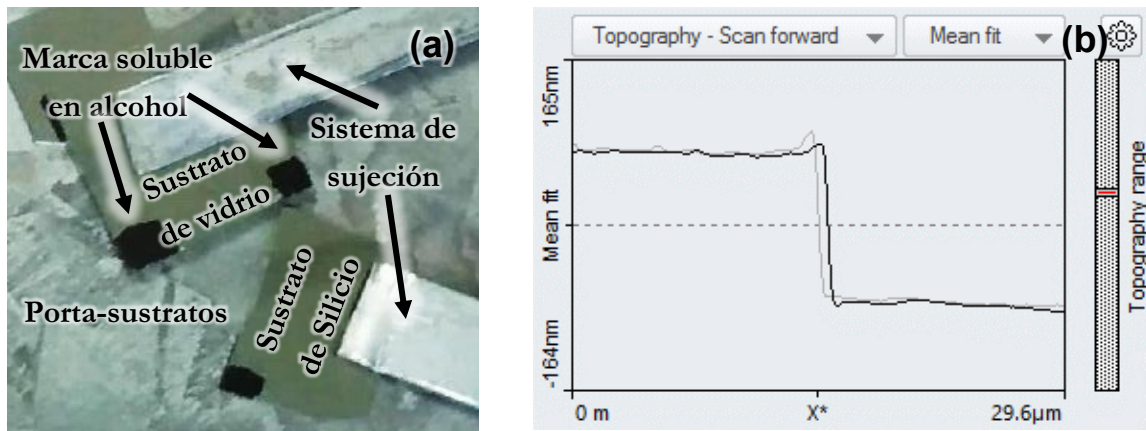 (a)
Marca soluble
en alcohol
Sistema de
sujeción
Sustrato
de vidrio
Porta-sustratos
Sustrato
de Silicio
Topography - Scan forward
Mean fit
(b)
165nm
Mean fit
-164nm
Topography range
0 m
X*
29.6µm